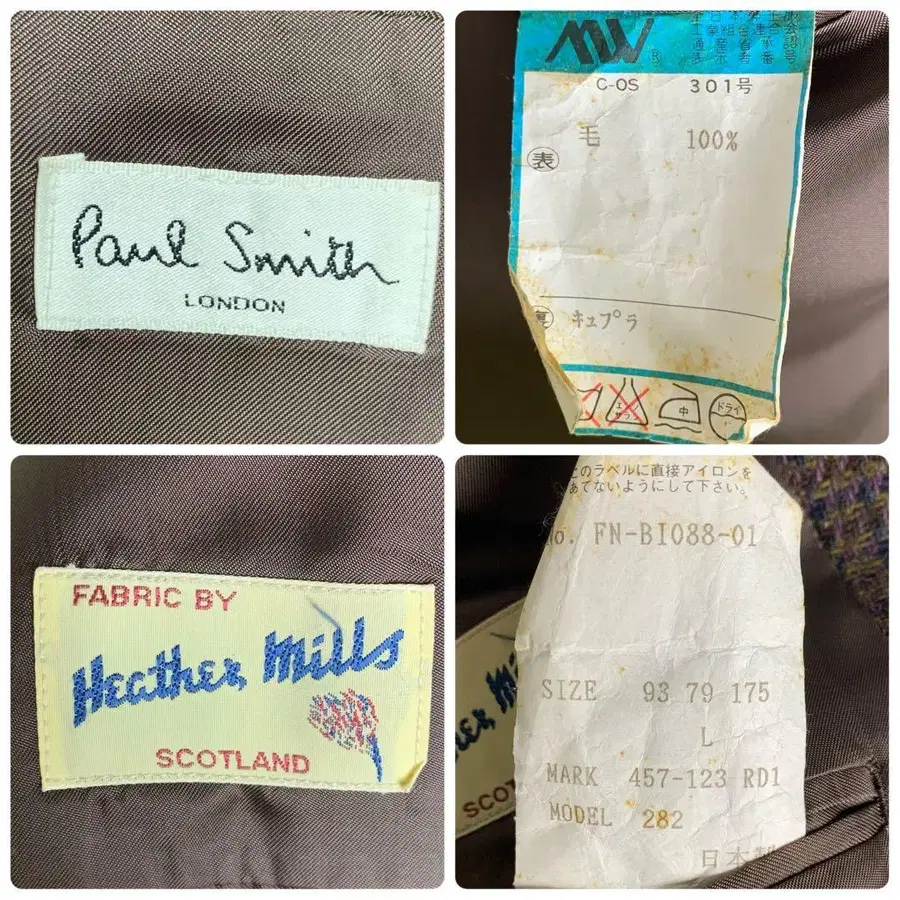 Paul Smith
LONDON
MW®
C-OS 301号
表 毛 100%
キュプラ
中
ドライ
FABRIC BY
Heather Mills
SCOTLAND
このラベルに直接アイロンを
あてないようにして下さい。
No. FN-BI088-01
SIZE 93 79 175
L
MARK 457-123 RD1
MODEL 282
日本製